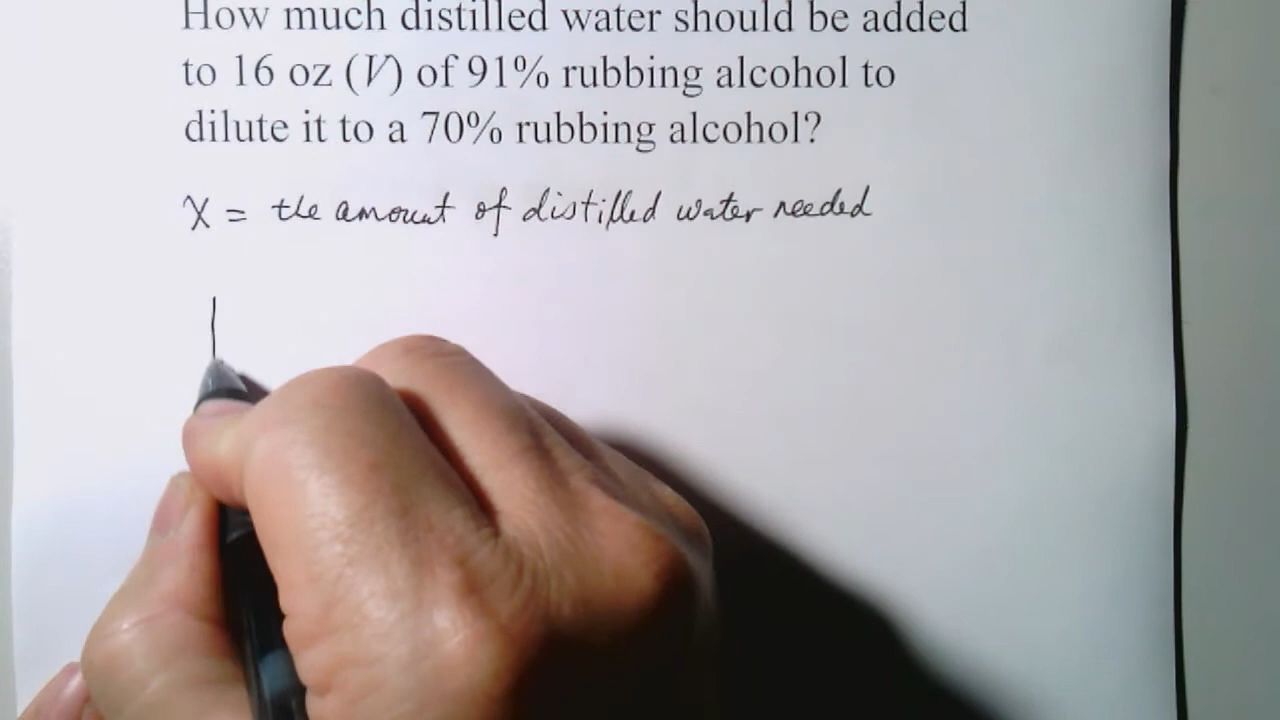 How much distilled water should be added
to 16 oz (V) of 91% rubbing alcohol to
dilute it to a 70% rubbing alcohol?
X = the amount of distilled water needed